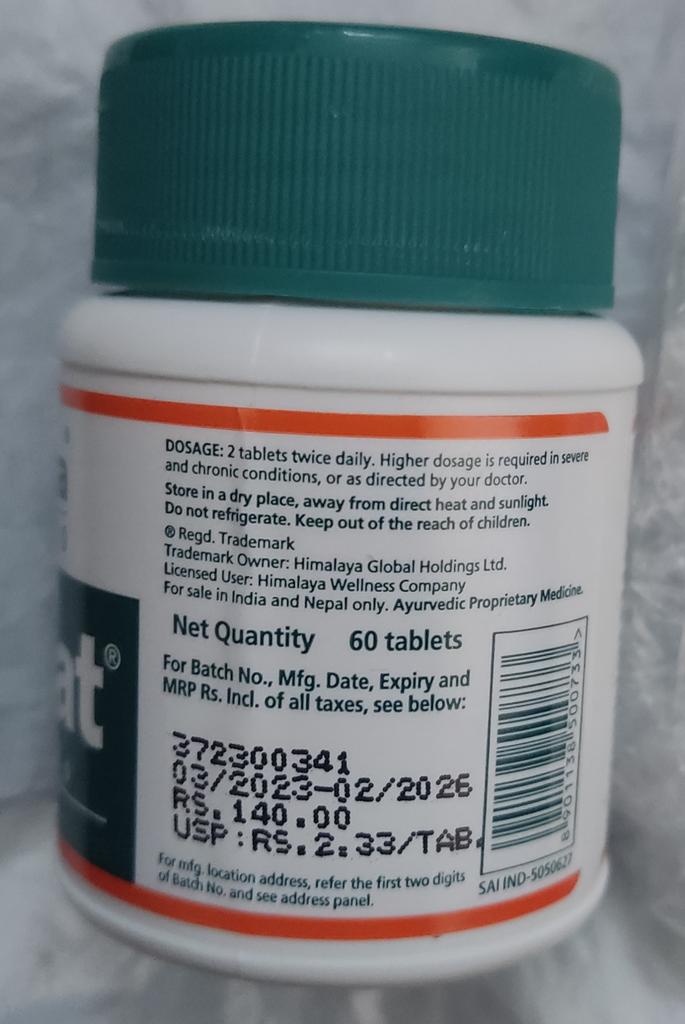 DOSAGE: 2 tablets twice daily. Higher dosage is required in severe
and chronic conditions, or as directed by your doctor.
Store in a dry place, away from direct heat and sunlight.
Do not refrigerate. Keep out of the reach of children.
® Regd. Trademark
Trademark Owner: Himalaya Global Holdings Ltd.
Licensed User: Himalaya Wellness Company
For sale in India and Nepal only. Ayurvedic Proprietary Medicine.
Net Quantity 60 tablets
at®
For Batch No., Mfg. Date, Expiry and
MRP Rs. Incl. of all taxes, see below:
372300341
03/2023-02/2026
RS.140.00
USP:RS.2.33/TAB.
8 901138 500733 >
For mfg. location address, refer the first two digits
of Batch No. and see address panel.
SAI IND-5050627